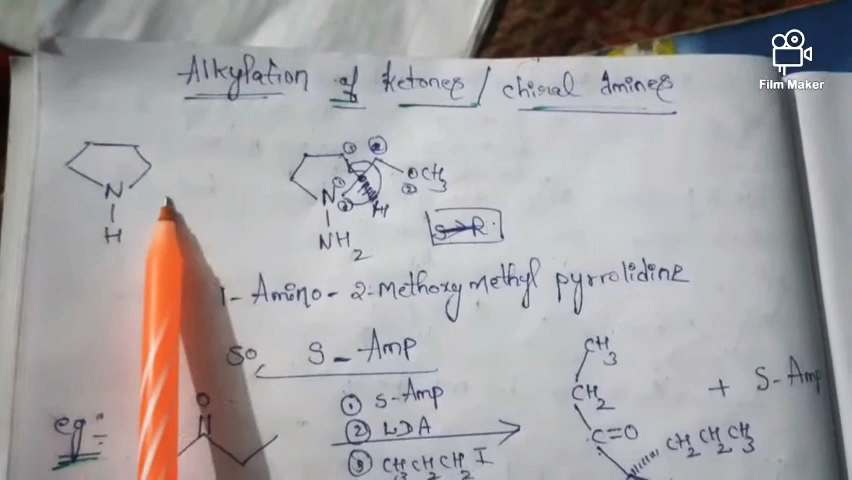 Alkylation of ketones / chiral Amines
Film Maker
N
H
N
NH2
OCH3
H
S→R
1-Amino-2-Methoxymethyl pyrrolidine
so, S-Amp
eg:-
O
① S-Amp
② LDA
③ CH3CH2CH2I
CH3
CH2
C=O
CH2CH2CH3
+ S-Amp